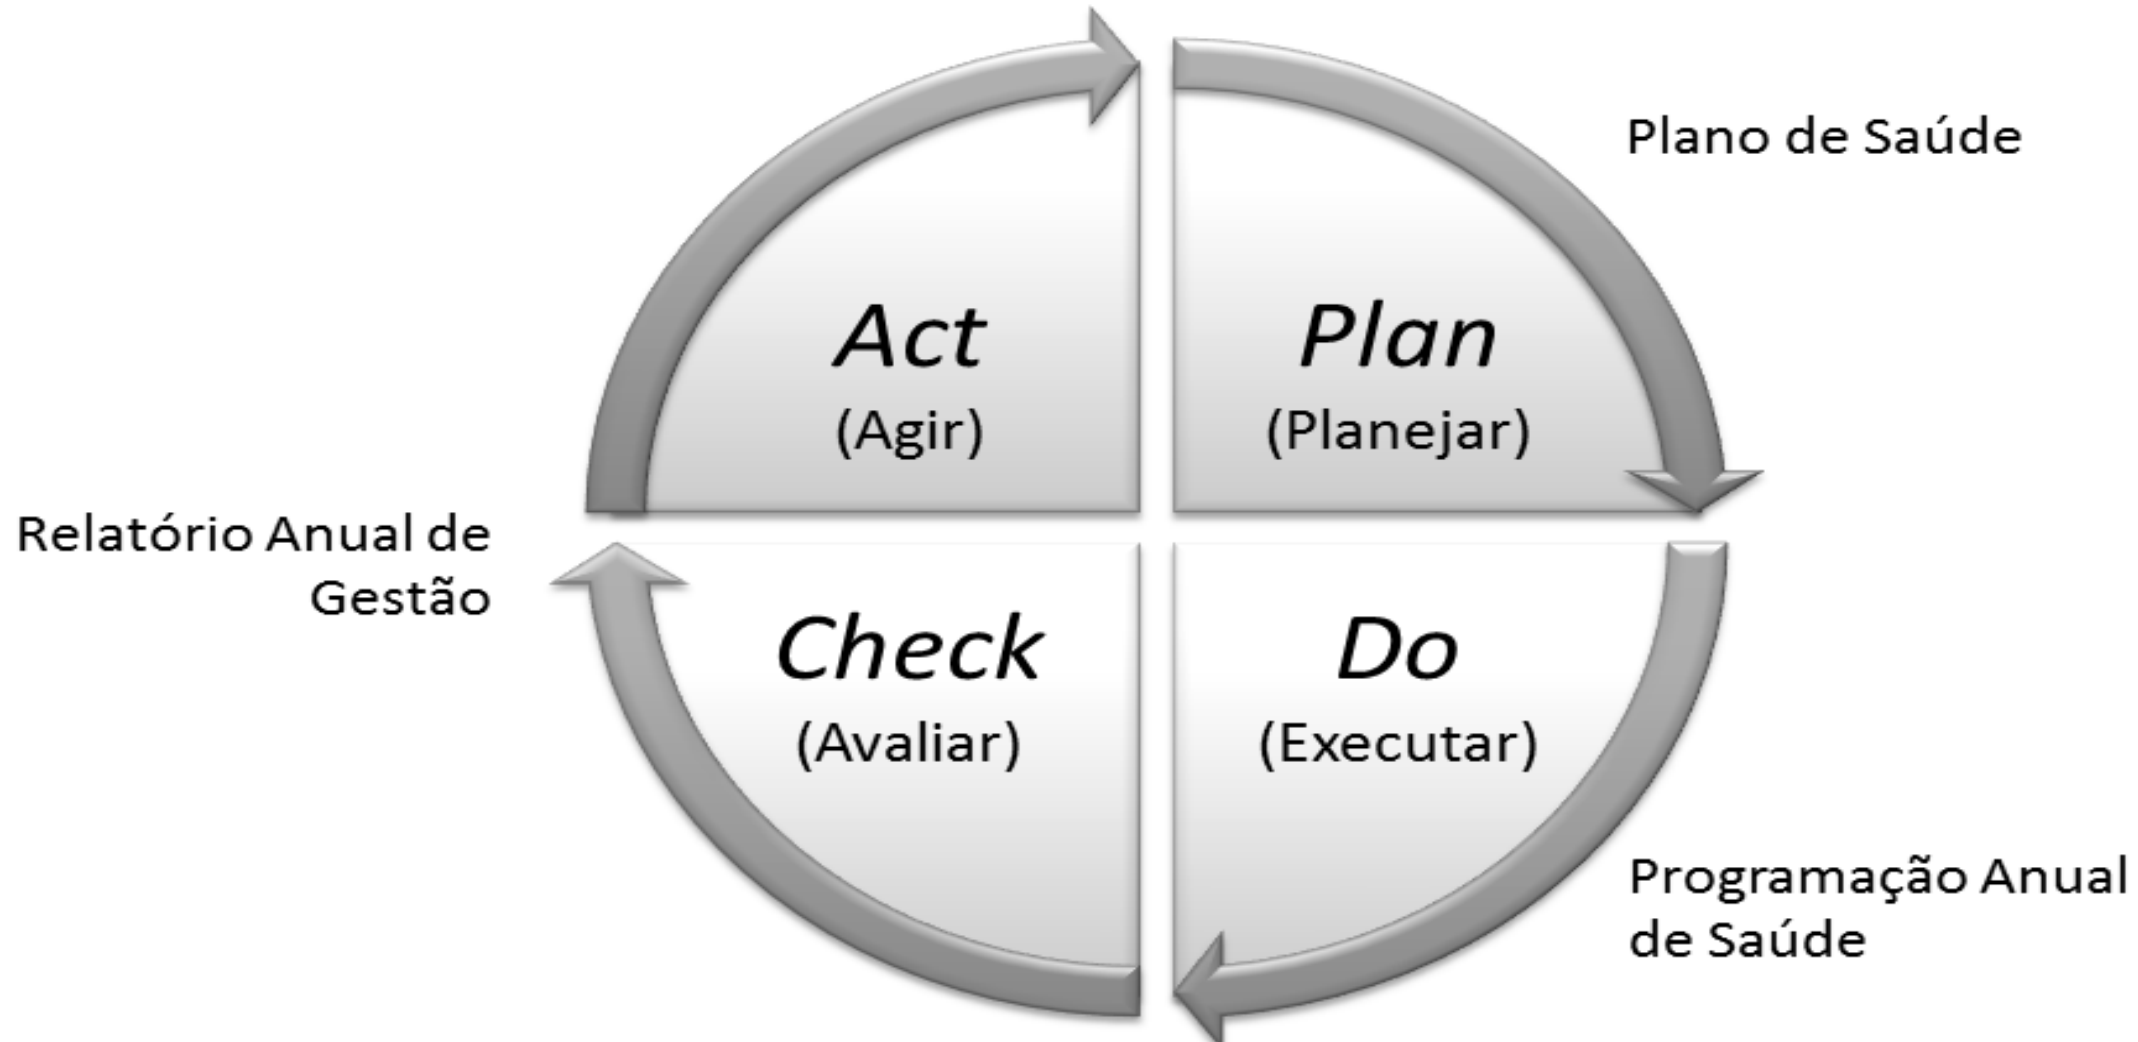 Plano de Saúde
Act
(Agir)
Plan
(Planejar)
Relatório Anual de
Gestão
Check
(Avaliar)
Do
(Executar)
Programação Anual
de Saúde